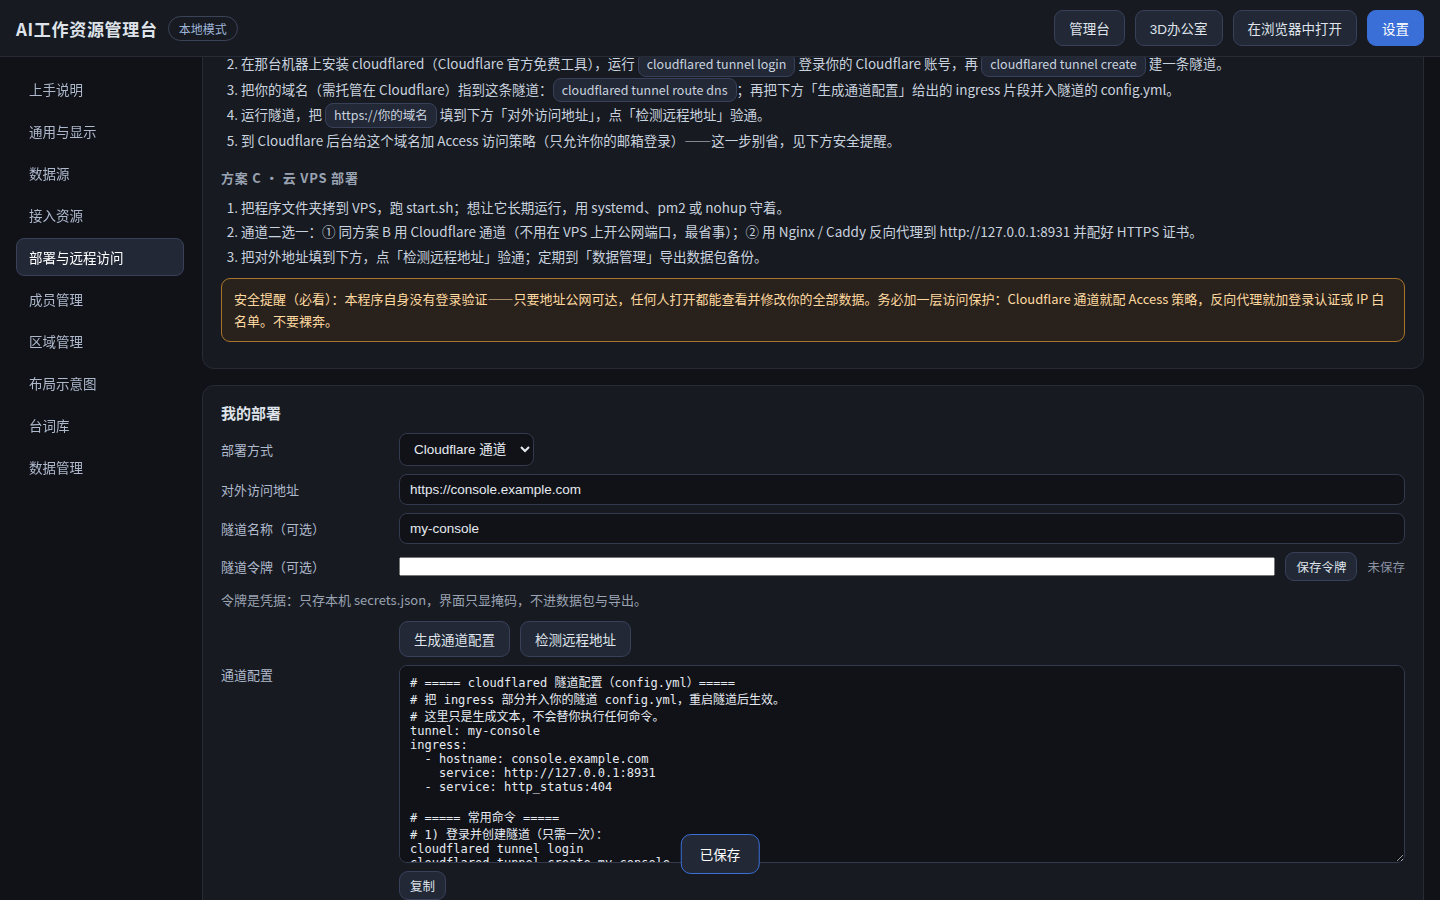 AI工作资源管理台 本地模式 管理台 3D办公室 在浏览器中打开 设置
上手说明
通用与显示
数据源
接入资源
部署与远程访问
成员管理
区域管理
布局示意图
台词库
数据管理
2. 在那台机器上安装 cloudflared（Cloudflare 官方免费工具），运行 cloudflared tunnel login 登录你的 Cloudflare 账号，再 cloudflared tunnel create 建一条隧道。
3. 把你的域名（需托管在 Cloudflare）指到这条隧道：cloudflared tunnel route dns；再把下方「生成通道配置」给出的 ingress 片段并入隧道的 config.yml。
4. 运行隧道，把 https://你的域名 填到下方「对外访问地址」，点「检测远程地址」验通。
5. 到 Cloudflare 后台给这个域名加 Access 访问策略（只允许你的邮箱登录）——这一步别省，见下方安全提醒。
方案 C · 云 VPS 部署
1. 把程序文件夹拷到 VPS，跑 start.sh；想让它长期运行，用 systemd、pm2 或 nohup 守着。
2. 通道二选一：① 同方案 B 用 Cloudflare 通道（不用在 VPS 上开公网端口，最省事）；② 用 Nginx / Caddy 反向代理到 http://127.0.0.1:8931 并配好 HTTPS 证书。
3. 把对外地址填到下方，点「检测远程地址」验通；定期到「数据管理」导出数据包备份。
安全提醒（必看）：本程序自身没有登录验证——只要地址公网可达，任何人打开都能查看并修改你的全部数据。务必加一层访问保护：Cloudflare 通道就配 Access 策略，反向代理就加登录认证或 IP 白
名单。不要裸奔。
我的部署
部署方式 Cloudflare 通道
对外访问地址 https://console.example.com
隧道名称（可选） my-console
隧道令牌（可选） 保存令牌 未保存
令牌是凭据：只存本机 secrets.json，界面只显掩码，不进数据包与导出。
生成通道配置 检测远程地址
通道配置
# ===== cloudflared 隧道配置（config.yml）=====
# 把 ingress 部分并入你的隧道 config.yml，重启隧道后生效。
# 这里只是生成文本，不会替你执行任何命令。
tunnel: my-console
ingress:
  - hostname: console.example.com
    service: http://127.0.0.1:8931
  - service: http_status:404
# ===== 常用命令 =====
# 1) 登录并创建隧道（只需一次）：
cloudflared tunnel login
cloudflared tunnel create my-console
已保存
复制